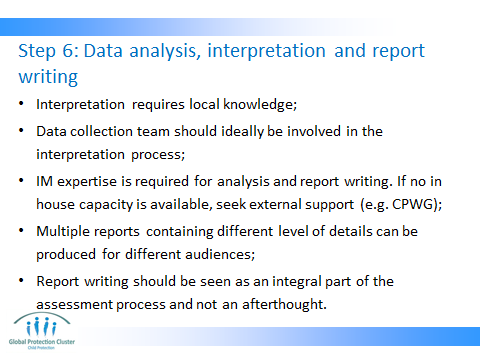 Step 6: Data analysis, interpretation and report
writing
• Interpretation requires local knowledge;
• Data collection team should ideally be involved in the
interpretation process;
• IM expertise is required for analysis and report writing. If no in
house capacity is available, seek external support (e.g. CPWG);
• Multiple reports containing different level of details can be
produced for different audiences;
• Report writing should be seen as an integral part of the
assessment process and not an afterthought.
Global Protection Cluster
Child Protection